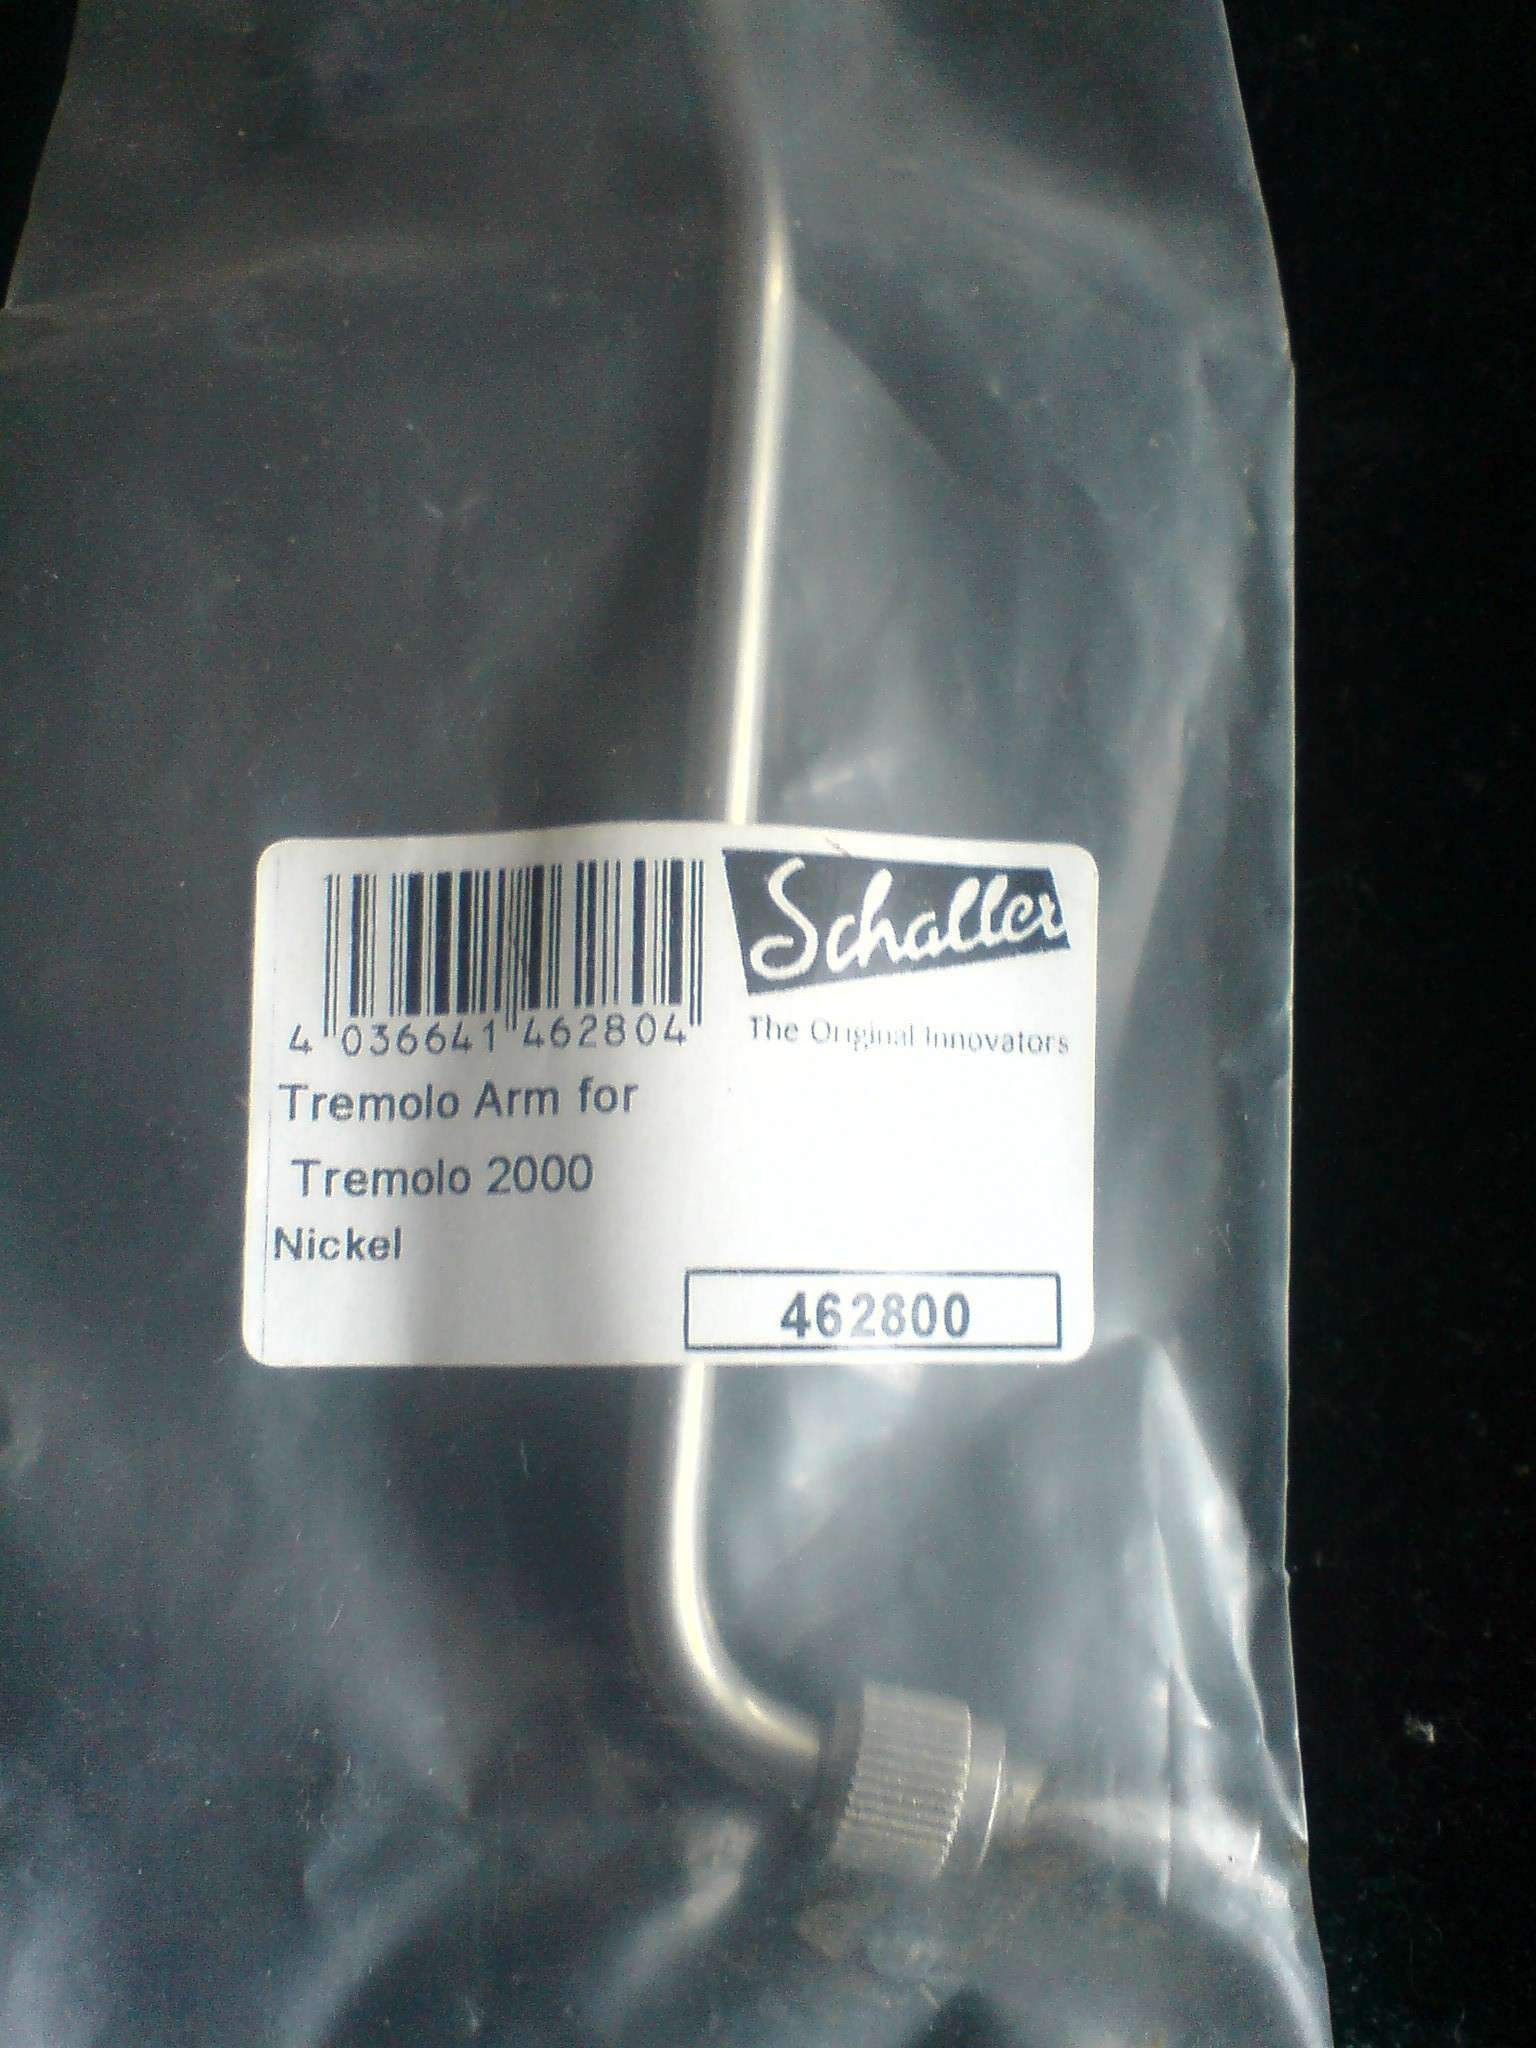 Schaller
The Original Innovators
4 036641 462804
Tremolo Arm for
Tremolo 2000
Nickel
462800